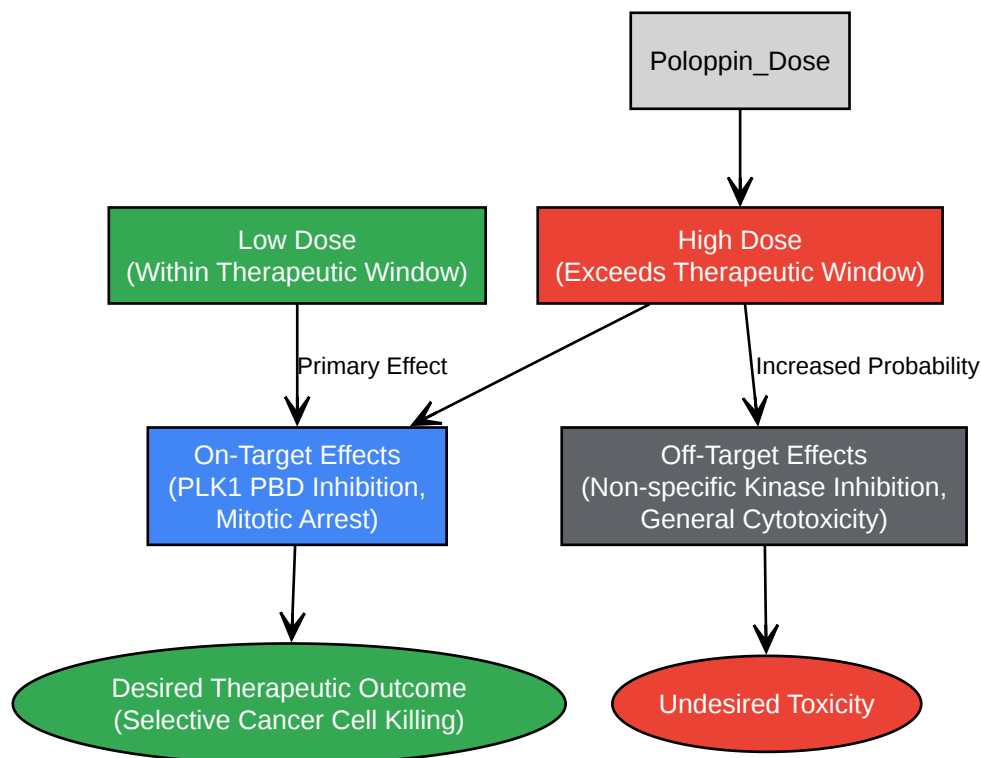 Poloppin_Dose
Low Dose
(Within Therapeutic Window)
High Dose
(Exceeds Therapeutic Window)
Primary Effect
Increased Probability
On-Target Effects
(PLK1 PBD Inhibition,
Mitotic Arrest)
Off-Target Effects
(Non-specific Kinase Inhibition,
General Cytotoxicity)
Desired Therapeutic Outcome
(Selective Cancer Cell Killing)
Undesired Toxicity